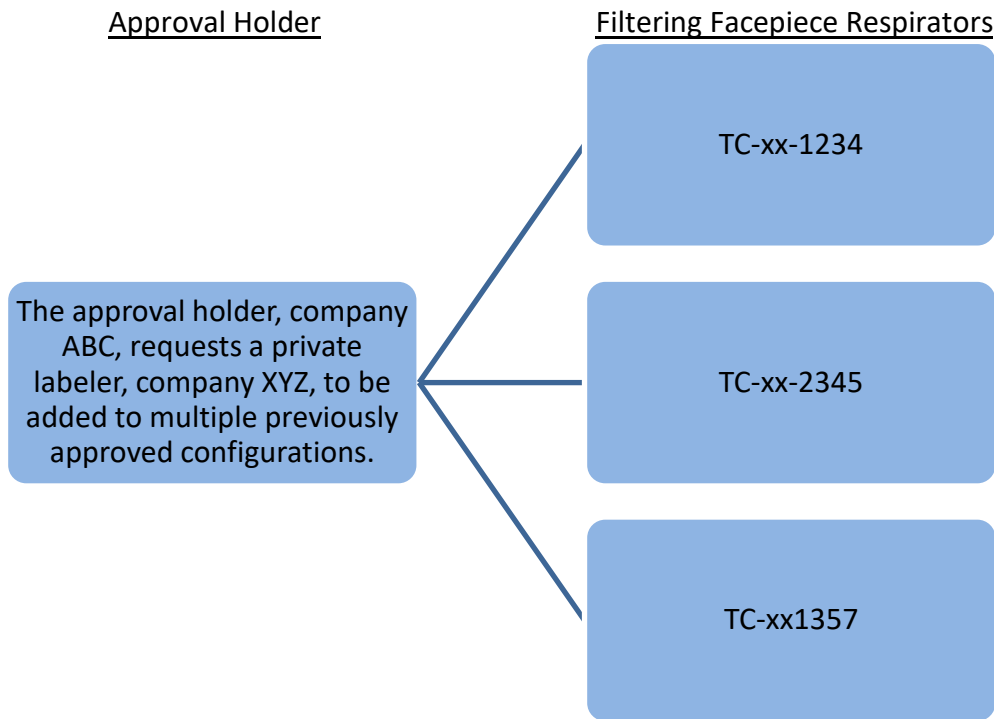 Approval Holder
Filtering Facepiece Respirators
The approval holder, company
ABC, requests a private
labeler, company XYZ, to be
added to multiple previously
approved configurations.
TC-xx-1234
TC-xx-2345
TC-xx1357